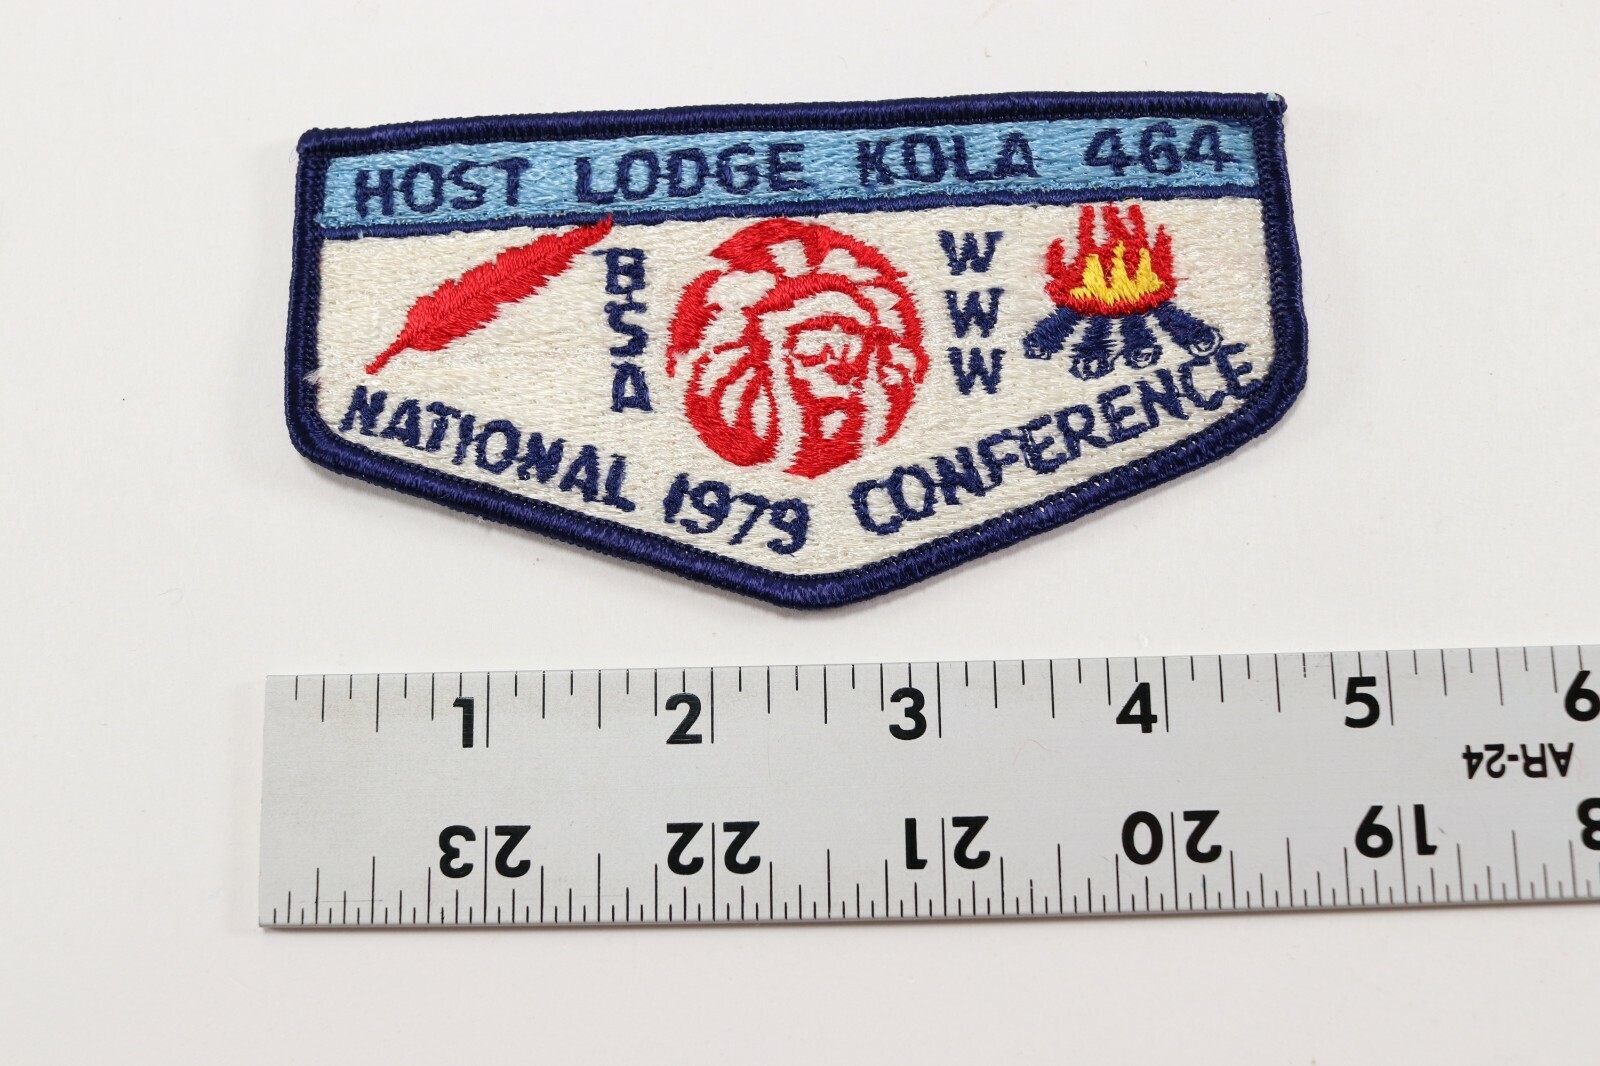 HOST LODGE KOLA 464
BSA
WWW
NATIONAL 1979 CONFERENCE
1 2 3 4 5 6
AR-24
23 22 21 20 19